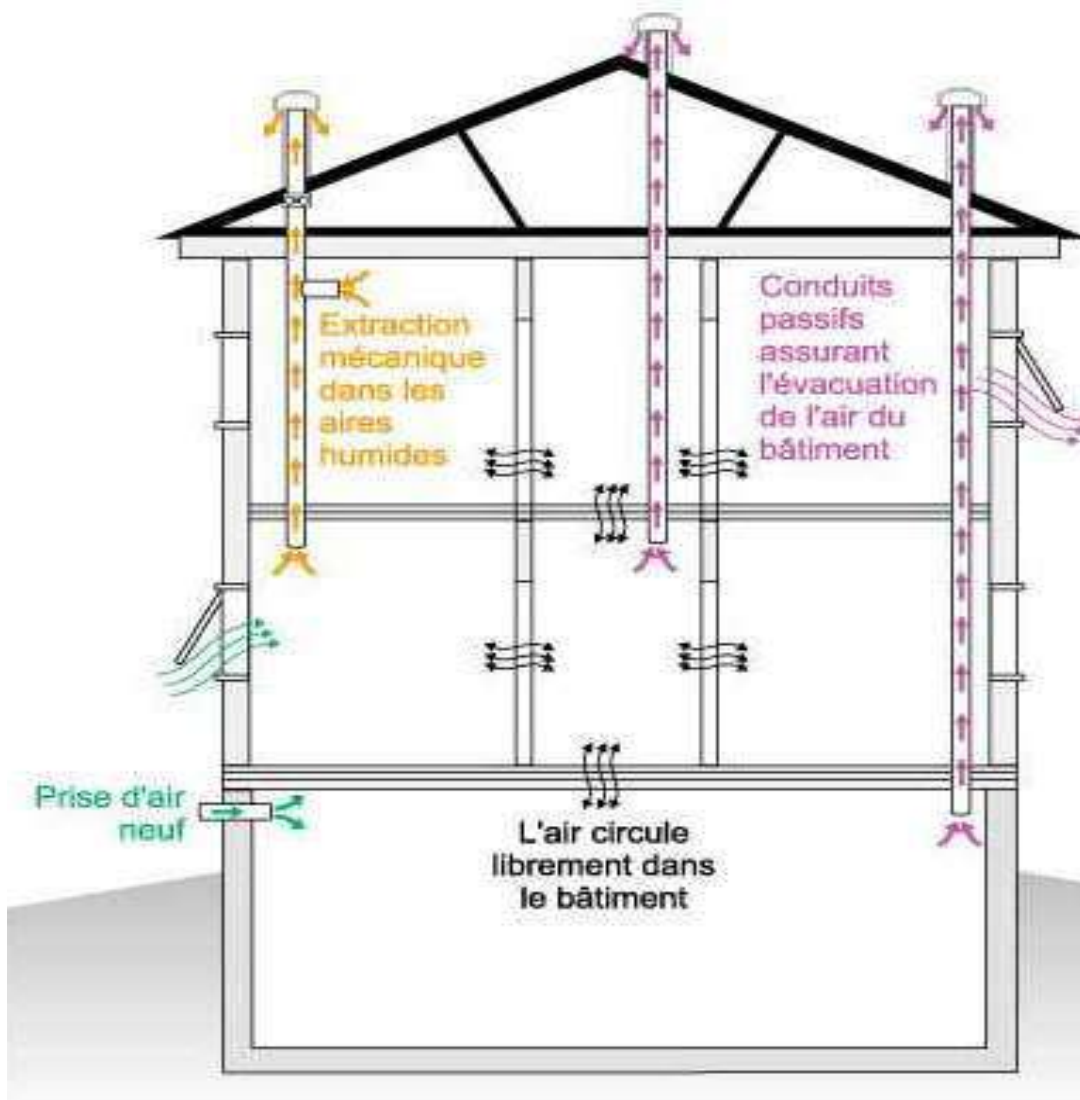 Extraction
mécanique
dans les
aires
humides
Conduits
passifs
assurant
l'évacuation
de l'air du
bâtiment
Prise d'air
neuf
L'air circule
librement dans
le bâtiment